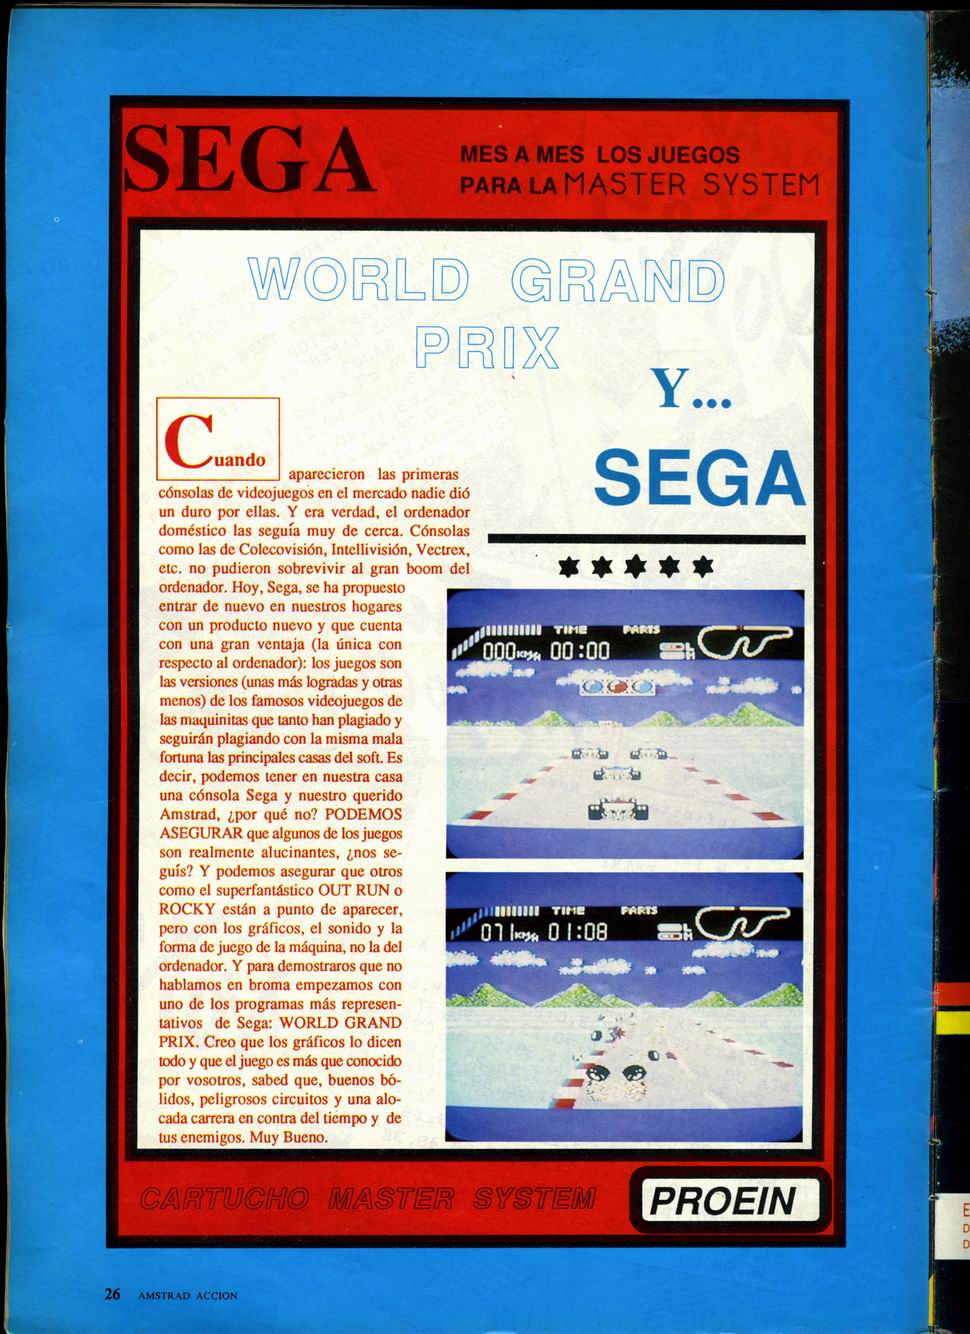 SEGA
MES A MES LOS JUEGOS
PARA LA MASTER SYSTEM
WORLD GRAND
PRIX
Y...
SEGA
Cuando
aparecieron las primeras
cónsolas de videojuegos en el mercado nadie dió
un duro por ellas. Y era verdad, el ordenador
doméstico las seguía muy de cerca. Cónsolas
como las de Colecovisión, Intellivisión, Vectrex,
etc. no pudieron sobrevivir al gran boom del
ordenador. Hoy, Sega, se ha propuesto
entrar de nuevo en nuestros hogares
con un producto nuevo y que cuenta
con una gran ventaja (la única con
respecto al ordenador): los juegos son
las versiones (unas más logradas y otras
menos) de los famosos videojuegos de
las maquinitas que tanto han plagiado y
seguirán plagiando con la misma mala
fortuna las principales casas del soft. Es
decir, podemos tener en nuestra casa
una cónsola Sega y nuestro querido
Amstrad, ¿por qué no? PODEMOS
ASEGURAR que algunos de los juegos
son realmente alucinantes, ¿nos se-
guís? Y podemos asegurar que otros
como el superfantástico OUT RUN o
ROCKY están a punto de aparecer,
pero con los gráficos, el sonido y la
forma de juego de la máquina, no la del
ordenador. Y para demostraros que no
hablamos en broma empezamos con
uno de los programas más represen-
tativos de Sega: WORLD GRAND
PRIX. Creo que los gráficos lo dicen
todo y que el juego es más que conocido
por vosotros, sabed que, buenos bó-
lidos, peligrosos circuitos y una alo-
cada carrera en contra del tiempo y de
tus enemigos. Muy Bueno.
TIME PARTS
000KM/H 00:00 L H
TIME PARTS
071KM/H 01:08 L H
CARTUCHO MASTER SYSTEM
PROEIN
26 AMSTRAD ACCION
E
D
D